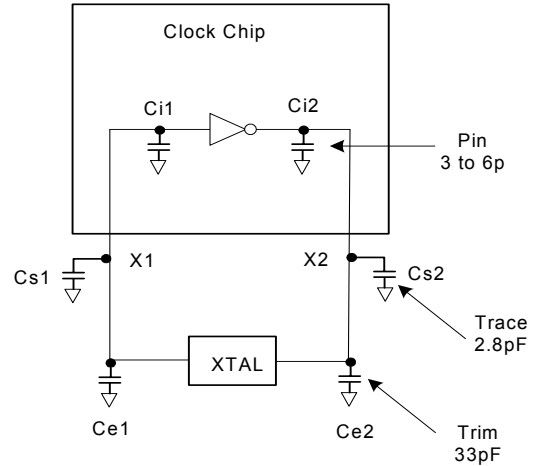 Clock Chip
Ci1
Ci2
Pin
3 to 6p
Cs1
X1
X2
Cs2
Trace
2.8pF
XTAL
Ce1
Ce2
Trim
33pF